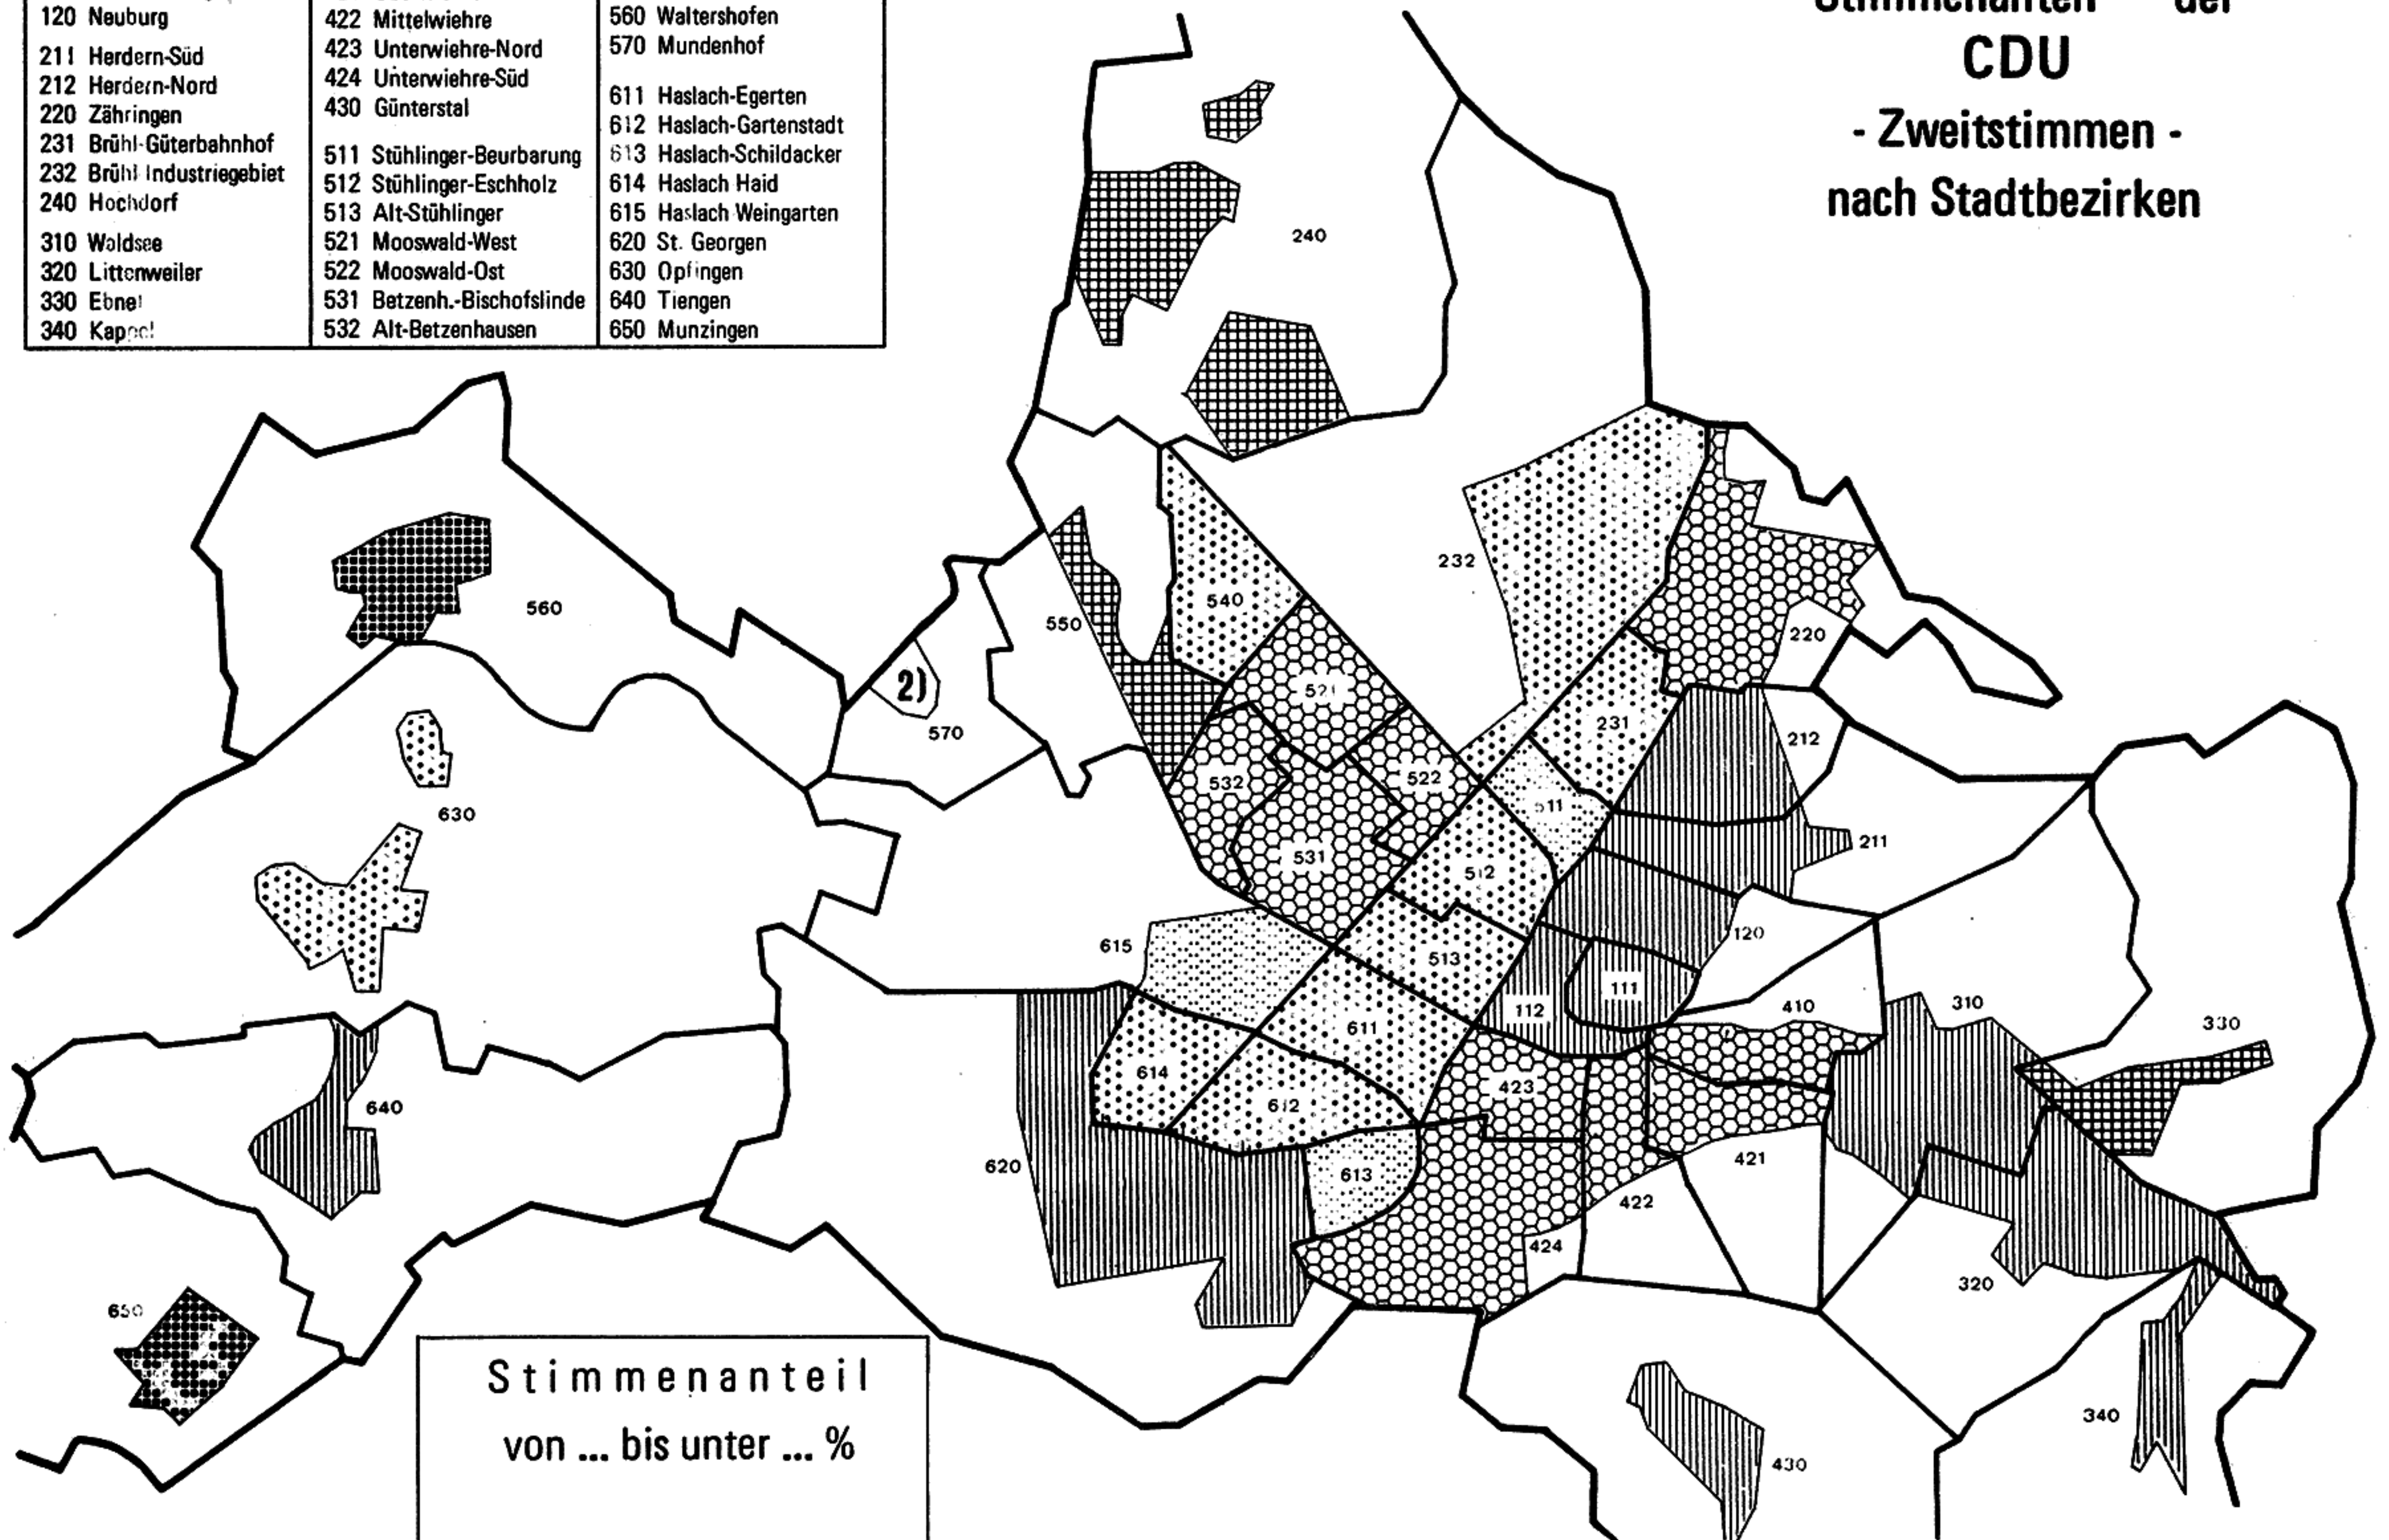 120 Neuburg
211 Herdern-Süd
212 Herdern-Nord
220 Zähringen
231 Brühl-Güterbahnhof
232 Brühl Industriegebiet
240 Hochdorf
310 Waldsee
320 Littenweiler
330 Ebnet
340 Kappel
422 Mittelwiehre
423 Unterwiehre-Nord
424 Unterwiehre-Süd
430 Günterstal
511 Stühlinger-Beurbarung
512 Stühlinger-Eschholz
513 Alt-Stühlinger
521 Mooswald-West
522 Mooswald-Ost
531 Betzenh.-Bischofslinde
532 Alt-Betzenhausen
560 Waltershofen
570 Mundenhof
611 Haslach-Egerten
612 Haslach-Gartenstadt
613 Haslach-Schildacker
614 Haslach Haid
615 Haslach Weingarten
620 St. Georgen
630 Opfingen
640 Tiengen
650 Munzingen
der
CDU
- Zweitstimmen -
nach Stadtbezirken
240
232
560
540
550
220
2)
521
570
231
212
532
522
511
630
531
211
512
615
513
120
111
112
410
310
330
611
614
423
640
612
620
613
421
422
424
320
650
340
430
Stimmenanteil
von ... bis unter ... %